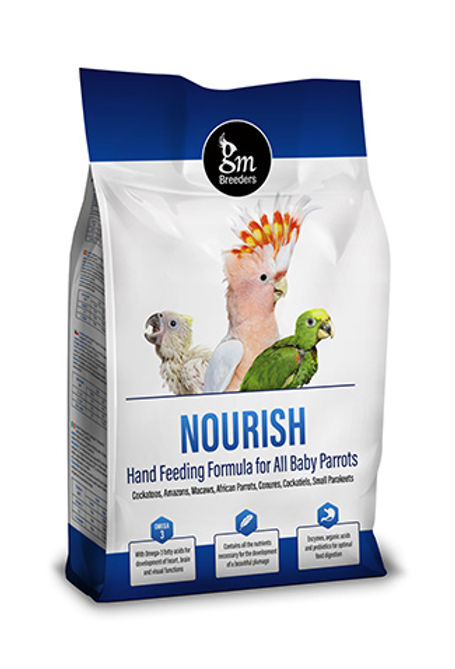 gm
Breeders
NOURISH
Hand Feeding Formula for All Baby Parrots
Cockatoos, Amazons, Macaws, African Parrots, Conures, Cockatiels, Small Parakeets
OMEGA
3
With Omega-3 fatty acids for
development of heart, brain
and visual functions
Contains all the nutrients
necessary for the development
of a beautiful plumage
Enzymes, organic acids
and prebiotics for optimal
food digestion